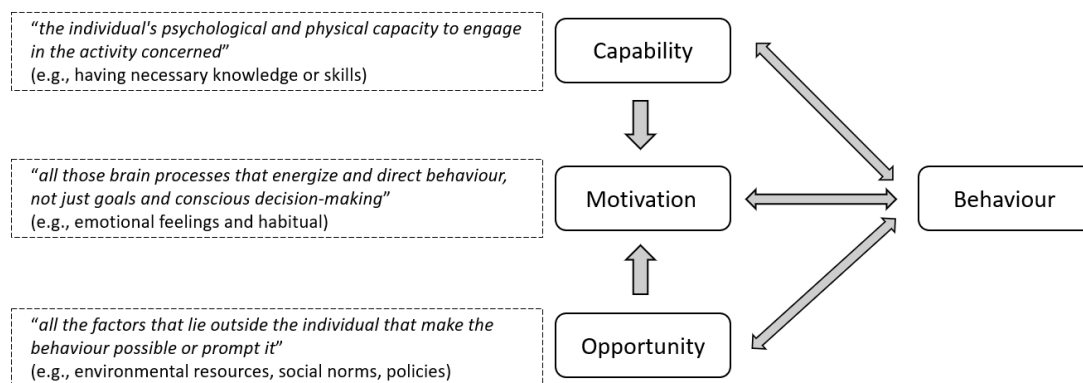 “the individual's psychological and physical capacity to engage
in the activity concerned”
(e.g., having necessary knowledge or skills)
Capability
“all those brain processes that energize and direct behaviour,
not just goals and conscious decision-making”
(e.g., emotional feelings and habitual)
Motivation
Behaviour
“all the factors that lie outside the individual that make the
behaviour possible or prompt it”
(e.g., environmental resources, social norms, policies)
Opportunity